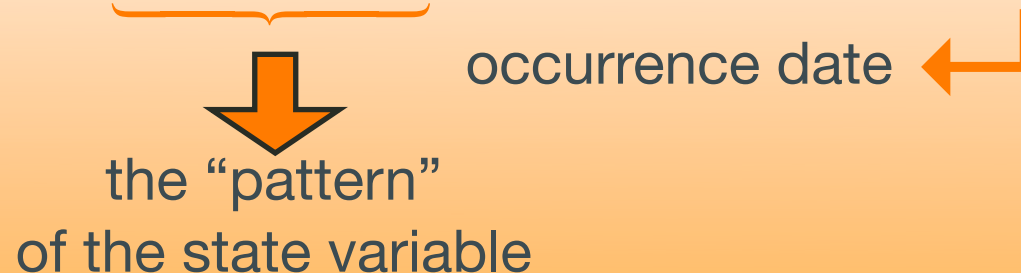 occurrence date
the “pattern”
of the state variable